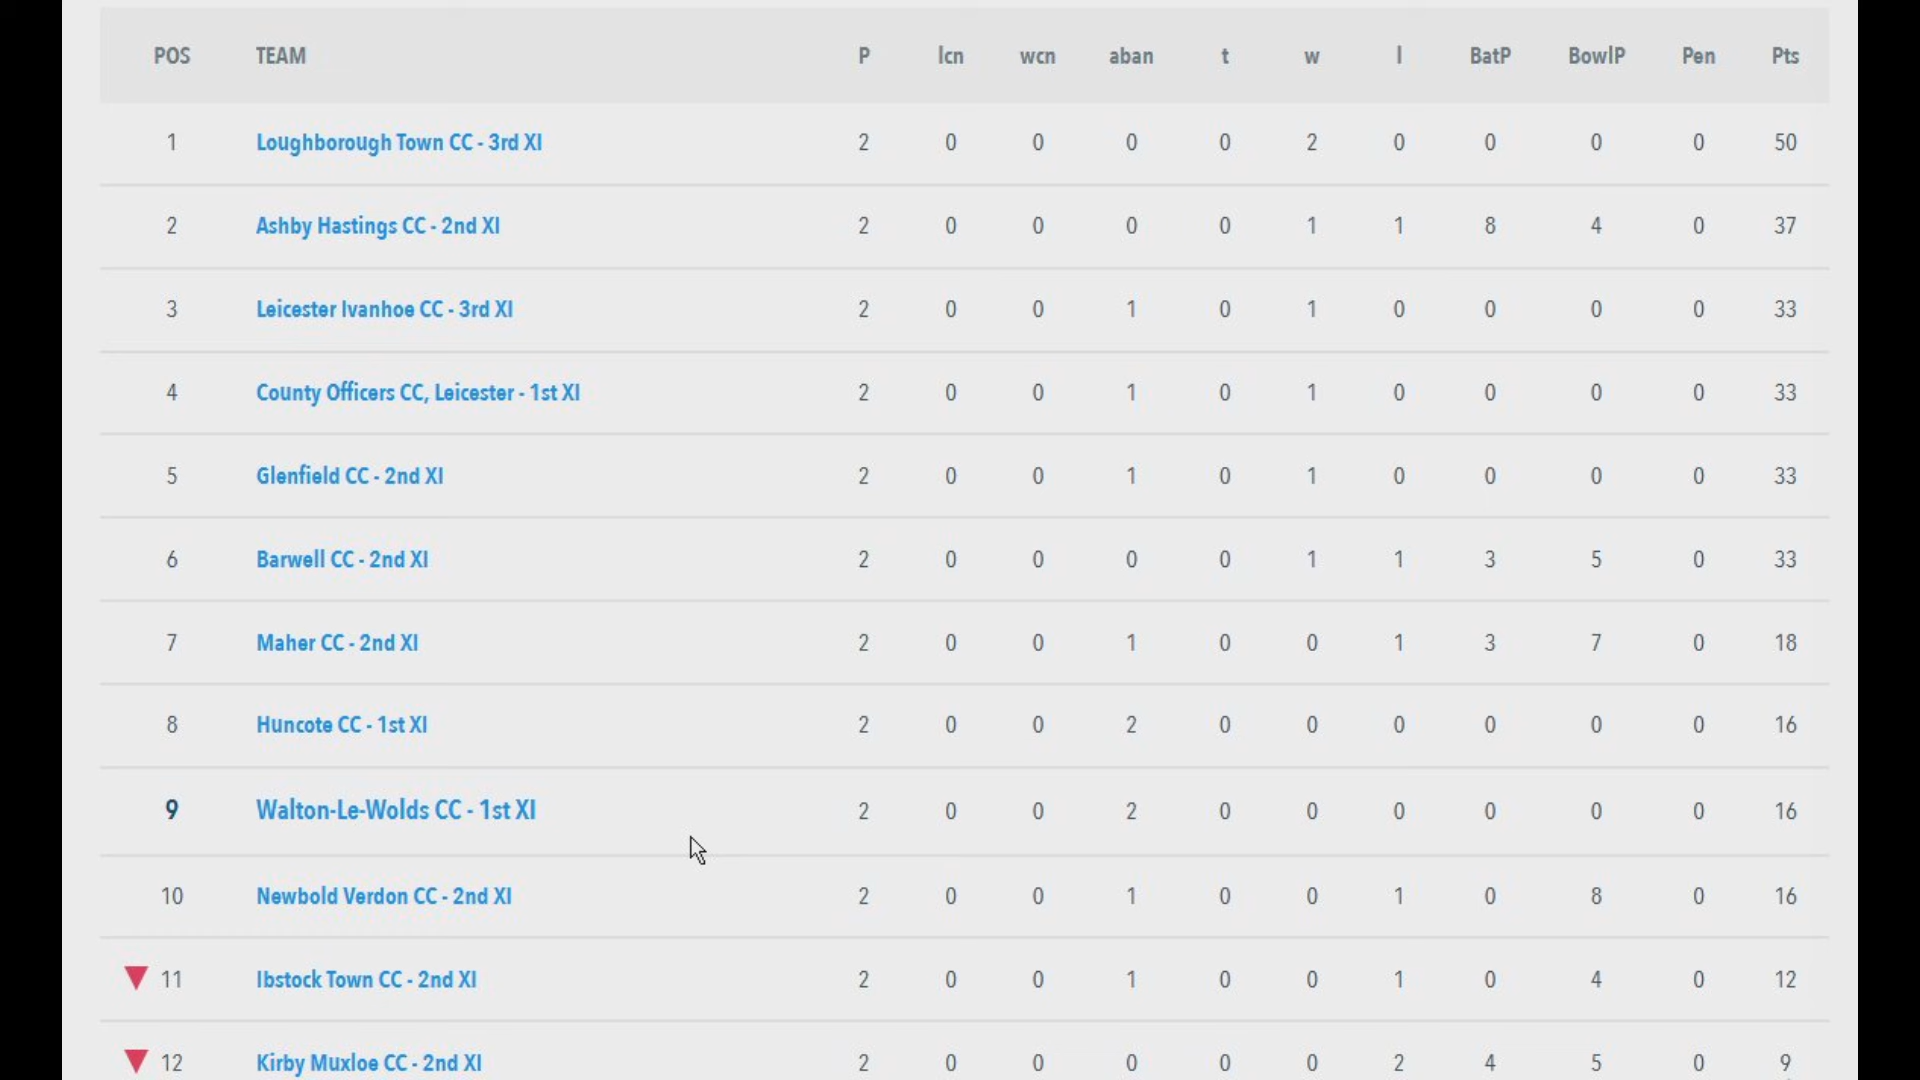 POS TEAM P lcn wcn aban t w l BatP BowlP Pen Pts
1 Loughborough Town CC - 3rd XI 2 0 0 0 0 2 0 0 0 0 50
2 Ashby Hastings CC - 2nd XI 2 0 0 0 0 1 1 8 4 0 37
3 Leicester Ivanhoe CC - 3rd XI 2 0 0 1 0 1 0 0 0 0 33
4 County Officers CC, Leicester - 1st XI 2 0 0 1 0 1 0 0 0 0 33
5 Glenfield CC - 2nd XI 2 0 0 1 0 1 0 0 0 0 33
6 Barwell CC - 2nd XI 2 0 0 0 0 1 1 3 5 0 33
7 Maher CC - 2nd XI 2 0 0 1 0 0 1 3 7 0 18
8 Huncote CC - 1st XI 2 0 0 2 0 0 0 0 0 0 16
9 Walton-Le-Wolds CC - 1st XI 2 0 0 2 0 0 0 0 0 0 16
10 Newbold Verdon CC - 2nd XI 2 0 0 1 0 0 1 0 8 0 16
11 Ibstock Town CC - 2nd XI 2 0 0 1 0 0 1 0 4 0 12
12 Kirby Muxloe CC - 2nd XI 2 0 0 0 0 0 2 4 5 0 9